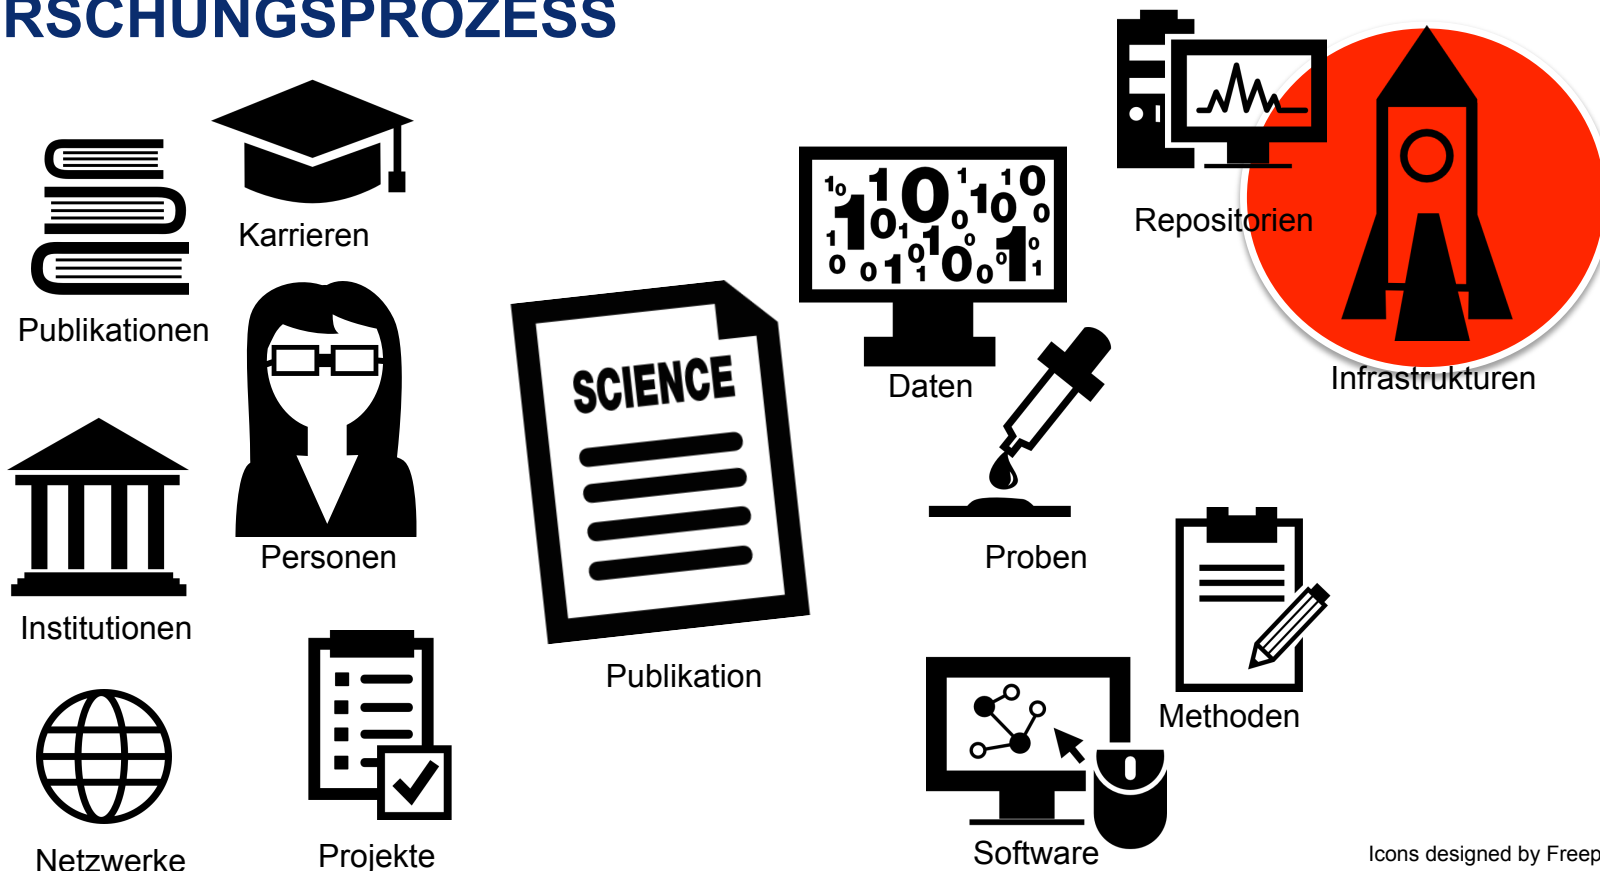 RSCHUNGSPROZESS
Karrieren
Publikationen
Personen
Institutionen
Netzwerke
Projekte
SCIENCE
Publikation
Daten
Proben
Repositorien
Infrastrukturen
Methoden
Software
Icons designed by Freep